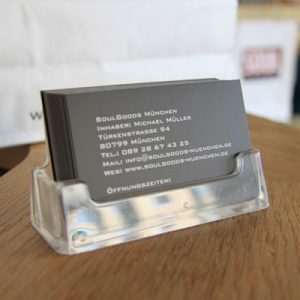 SoulGoods München
Inhaber: Michael Müller
Türkenstrasse 94
80799 München
Tel.: 089 28 67 43 25
Mail: info@soulgoods-muenchen.de
Web: www.soulgoods-muenchen.de
Öffnungszeiten: